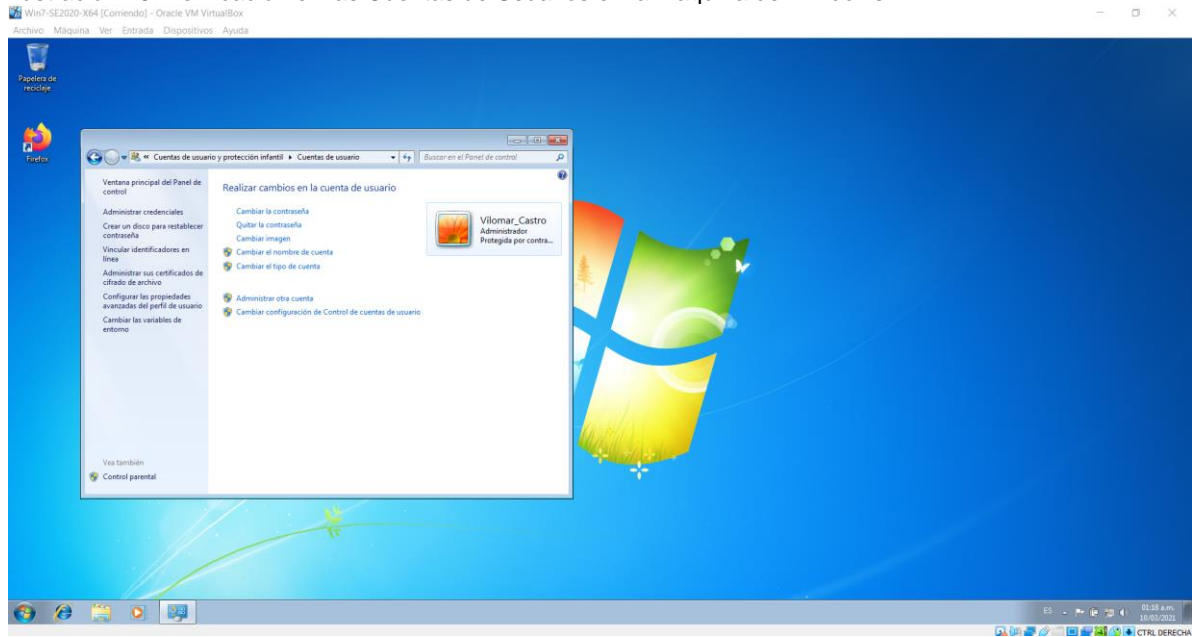 Win7-SE2020-X64 [Corriendo] - Oracle VM VirtualBox
Archivo Máquina Ver Entrada Dispositivos Ayuda
Papelera de
reciclaje
Firefox
« Cuentas de usuario y protección infantil ▸ Cuentas de usuario
Buscar en el Panel de control
Ventana principal del Panel de
control
Administrar credenciales
Crear un disco para restablecer
contraseña
Vincular identificadores en
línea
Administrar sus certificados de
cifrado de archivo
Configurar las propiedades
avanzadas del perfil de usuario
Cambiar las variables de
entorno
Vea también
Control parental
Realizar cambios en la cuenta de usuario
Cambiar la contraseña
Quitar la contraseña
Cambiar imagen
Cambiar el nombre de cuenta
Cambiar el tipo de cuenta
Administrar otra cuenta
Cambiar configuración de Control de cuentas de usuario
Vilomar_Castro
Administrador
Protegida por contra...
ES
01:18 a.m.
18/03/2021
CTRL DERECHA